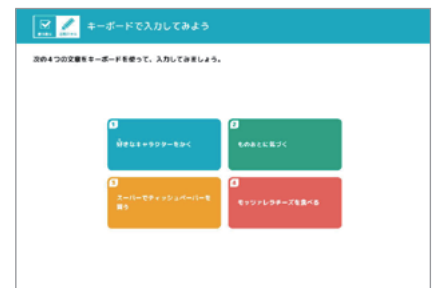 キーボードで入力してみよう
次の4つの文章をキーボードを使って、入力してみましょう。
1
好きなキャラクターをかく
2
ものおとに気づく
3
スーパーでティッシュペーパーを
買う
4
モッツァレラチーズを食べる